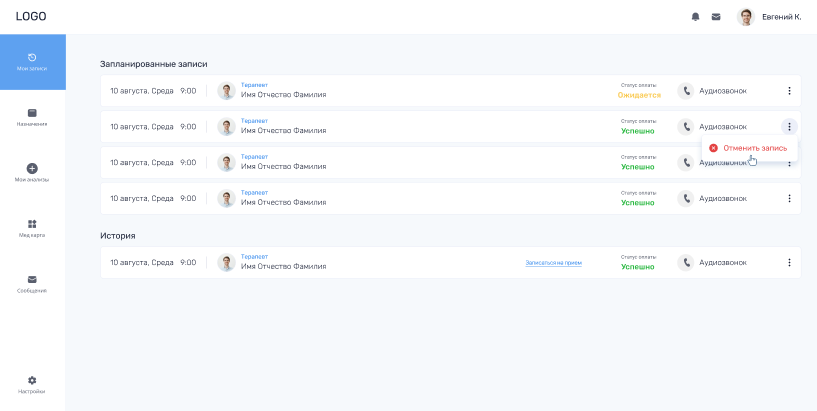 LOGO
Евгений К.
Мои записи
Назначения
Мои анализы
Мед карта
Сообщения
Настройки
Запланированные записи
10 августа, Среда 9:00 Терапевт Имя Отчество Фамилия Статус оплаты Ожидается Аудиозвонок
10 августа, Среда 9:00 Терапевт Имя Отчество Фамилия Статус оплаты Успешно Аудиозвонок
Отменить запись
10 августа, Среда 9:00 Терапевт Имя Отчество Фамилия Статус оплаты Успешно Аудиозвонок
10 августа, Среда 9:00 Терапевт Имя Отчество Фамилия Статус оплаты Успешно Аудиозвонок
История
10 августа, Среда 9:00 Терапевт Имя Отчество Фамилия Записаться на прием Статус оплаты Успешно Аудиозвонок